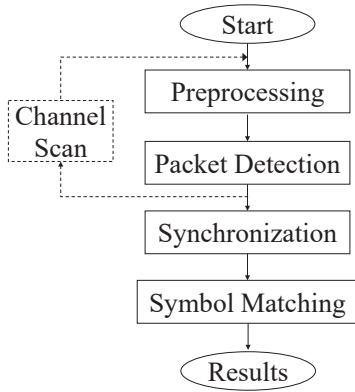 Start
Preprocessing
Channel
Scan
Packet Detection
Synchronization
Symbol Matching
Results